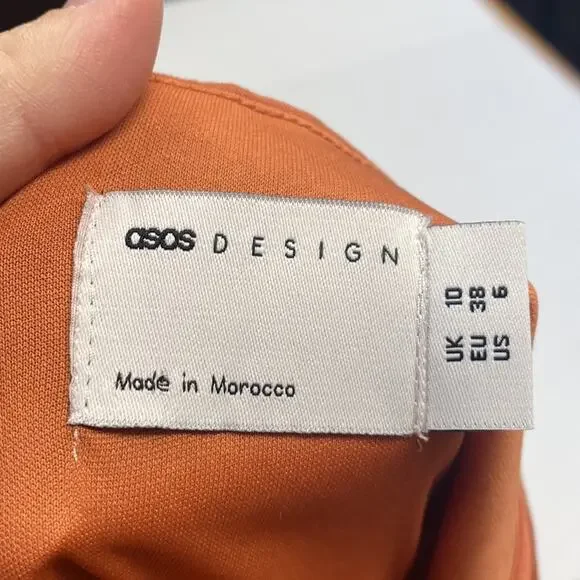 asos DESIGN
Made in Morocco
UK 10
EU 38
US 6